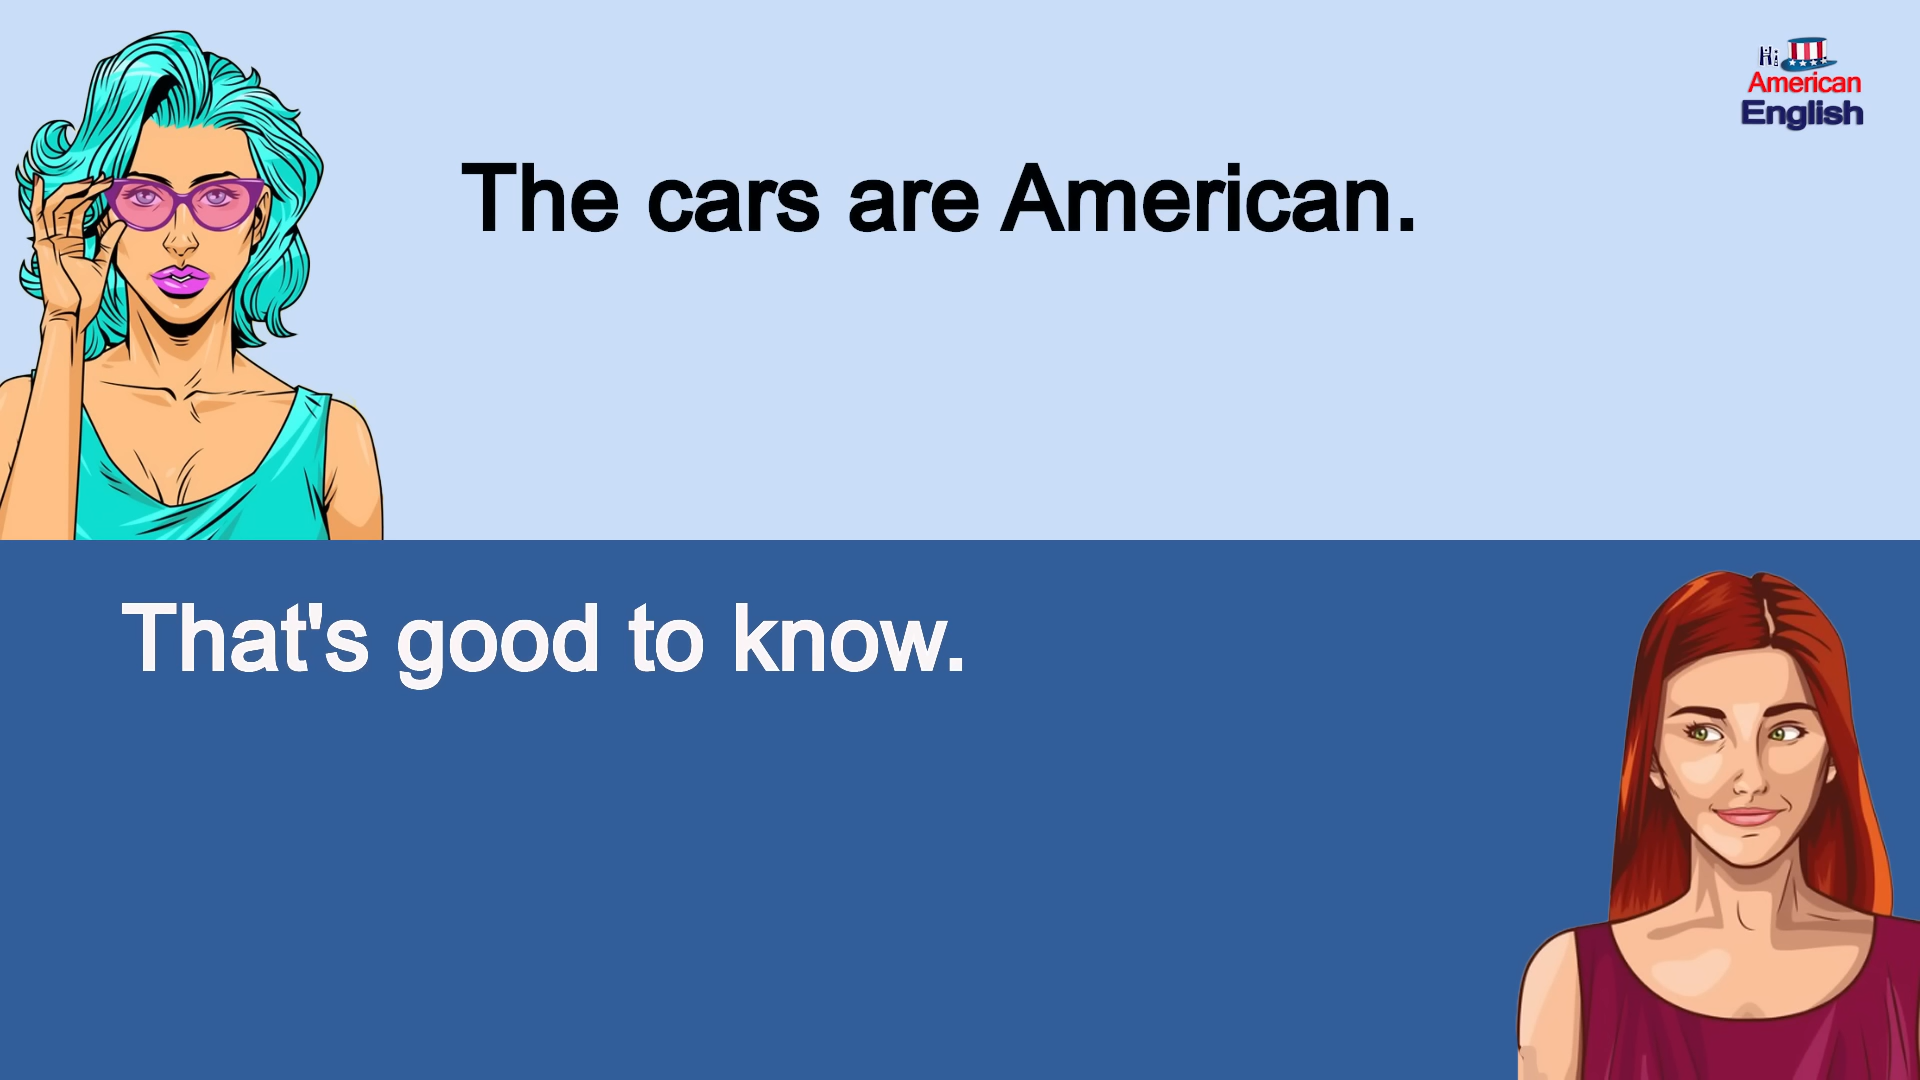 Hi
American
English
The cars are American.
That's good to know.